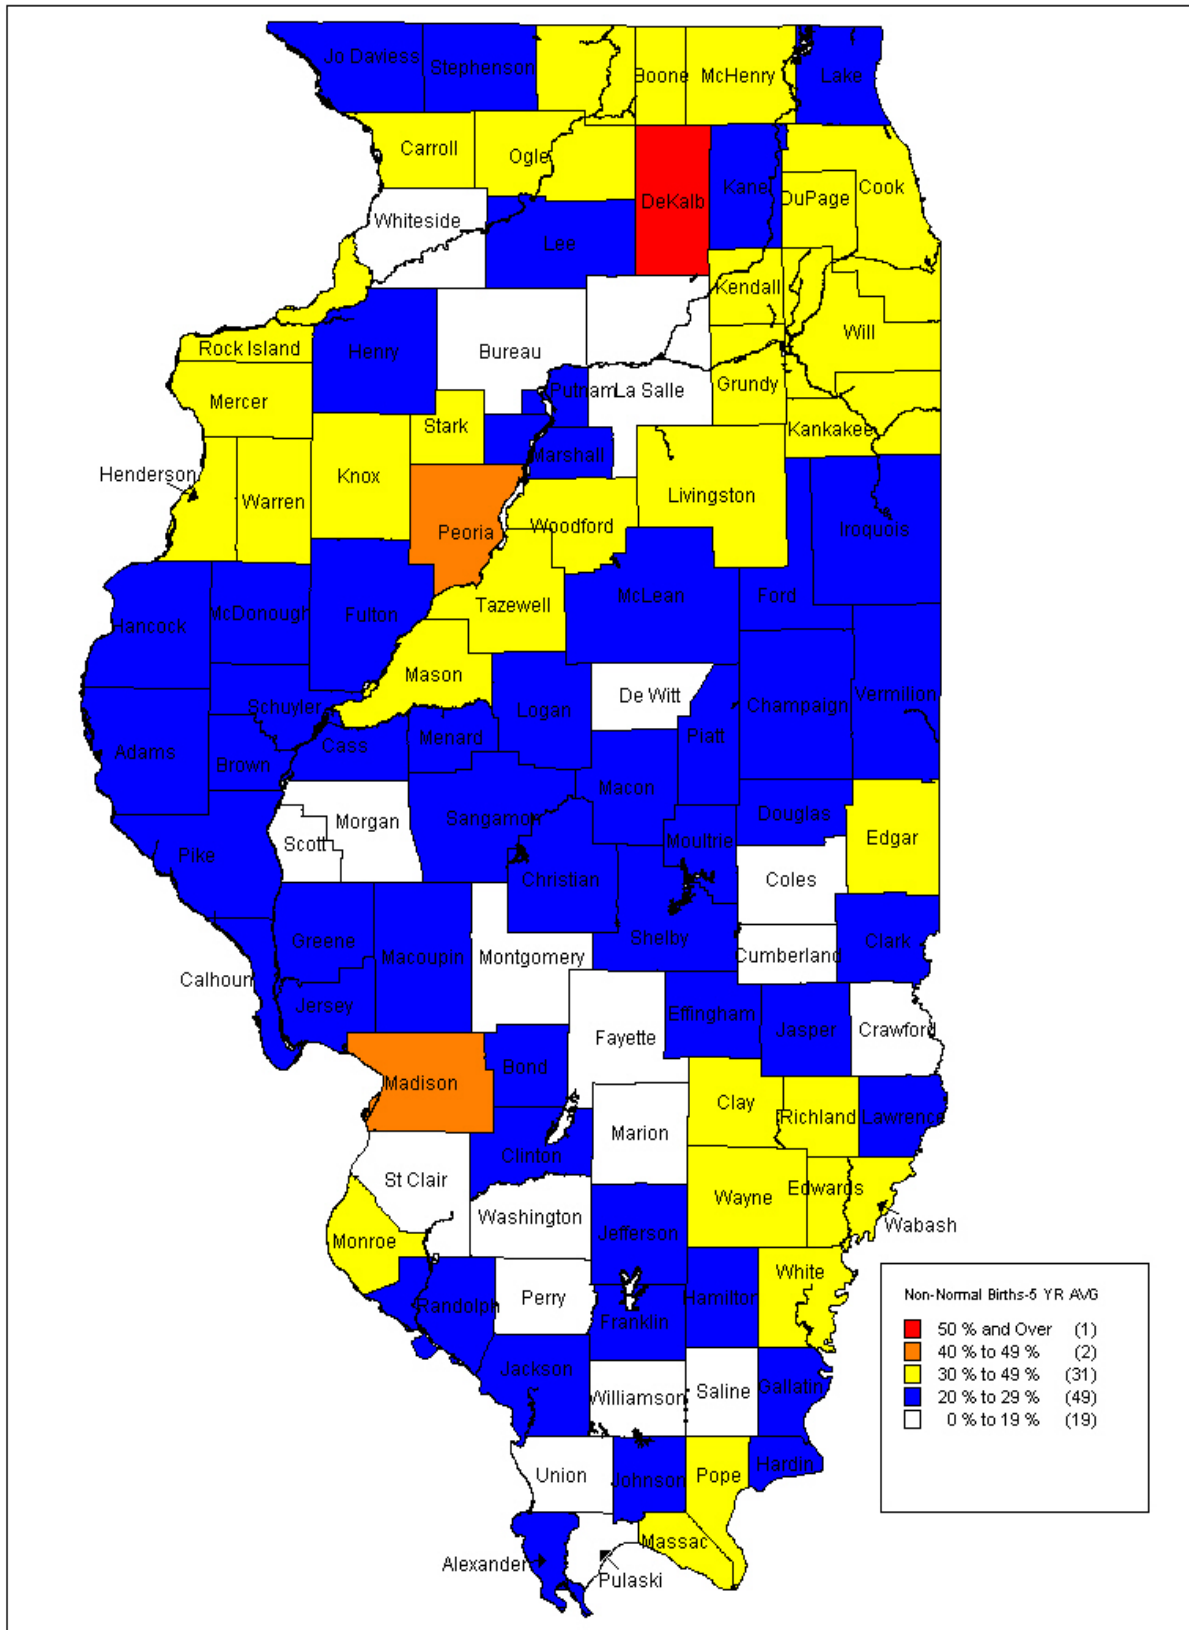 Jo Daviess
Stephenson
Boone
McHenry
Lake
Carroll
Ogle
DeKalb
Kane
Cook
DuPage
Whiteside
Lee
Kendall
Will
Rock Island
Henry
Bureau
Putnam
La Salle
Grundy
Mercer
Stark
Kankakee
Henderson
Warren
Knox
Marshall
Livingston
Peoria
Woodford
Iroquois
Hancock
McDonough
Fulton
Tazewell
McLean
Ford
Mason
De Witt
Logan
Champaign
Vermilion
Schuyler
Adams
Brown
Cass
Menard
Piatt
Macon
Pike
Scott
Morgan
Sangamon
Christian
Moultrie
Douglas
Edgar
Coles
Greene
Macoupin
Montgomery
Shelby
Cumberland
Clark
Calhoun
Jersey
Fayette
Effingham
Jasper
Crawford
Madison
Bond
Clay
Richland
Lawrence
Marion
Clinton
St Clair
Washington
Wayne
Edwards
Wabash
Monroe
Jefferson
White
Randolph
Perry
Franklin
Hamilton
Jackson
Williamson
Saline
Gallatin
Union
Johnson
Pope
Hardin
Massac
Alexander
Pulaski
Non-Normal Births-5 YR AVG
50 % and Over (1)
40 % to 49 % (2)
30 % to 49 % (31)
20 % to 29 % (49)
0 % to 19 % (19)